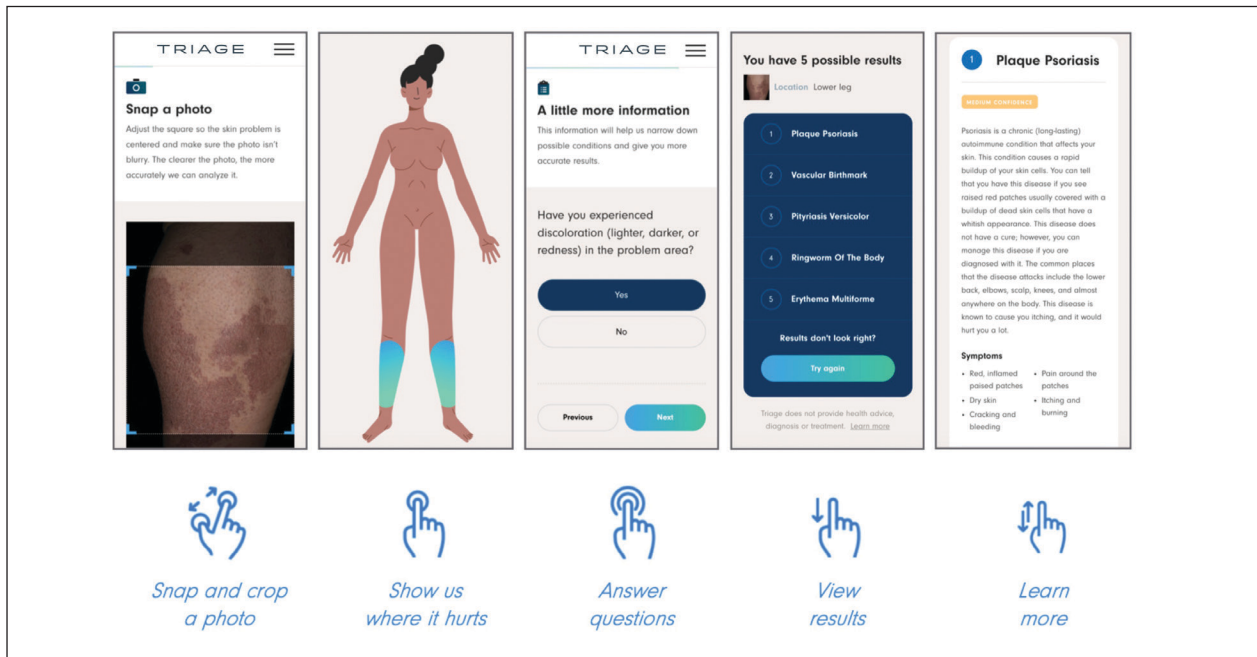 TRIAGE
Snap a photo
Adjust the square so the skin problem is
centered and make sure the photo isn't
blurry. The clearer the photo, the more
accurately we can analyze it.
TRIAGE
A little more information
This information will help us narrow down
possible conditions and give you more
accurate results.
Have you experienced
discoloration (lighter, darker, or
redness) in the problem area?
Yes
No
Previous
Next
You have 5 possible results
Location Lower leg
1 Plaque Psoriasis
2 Vascular Birthmark
3 Pityriasis Versicolor
4 Ringworm Of The Body
5 Erythema Multiforme
Results don't look right?
Try again
Triage does not provide health advice,
diagnosis or treatment. Learn more
1 Plaque Psoriasis
MEDIUM CONFIDENCE
Psoriasis is a chronic (long-lasting)
autoimmune condition that affects your
skin. This condition causes a rapid
buildup of your skin cells. You can tell
that you have this disease if you see
raised red patches usually covered with a
buildup of dead skin cells that have a
whitish appearance. This disease does
not have a cure; however, you can
manage this disease if you are
diagnosed with it. The common places
that the disease attacks include the lower
back, elbows, scalp, knees, and almost
anywhere on the body. This disease is
known to cause you itching, and it would
hurt you a lot.
Symptoms
• Red, inflamed
paised patches
• Dry skin
• Cracking and
bleeding
• Pain around the
patches
• Itching and
burning
Snap and crop
a photo
Show us
where it hurts
Answer
questions
View
results
Learn
more